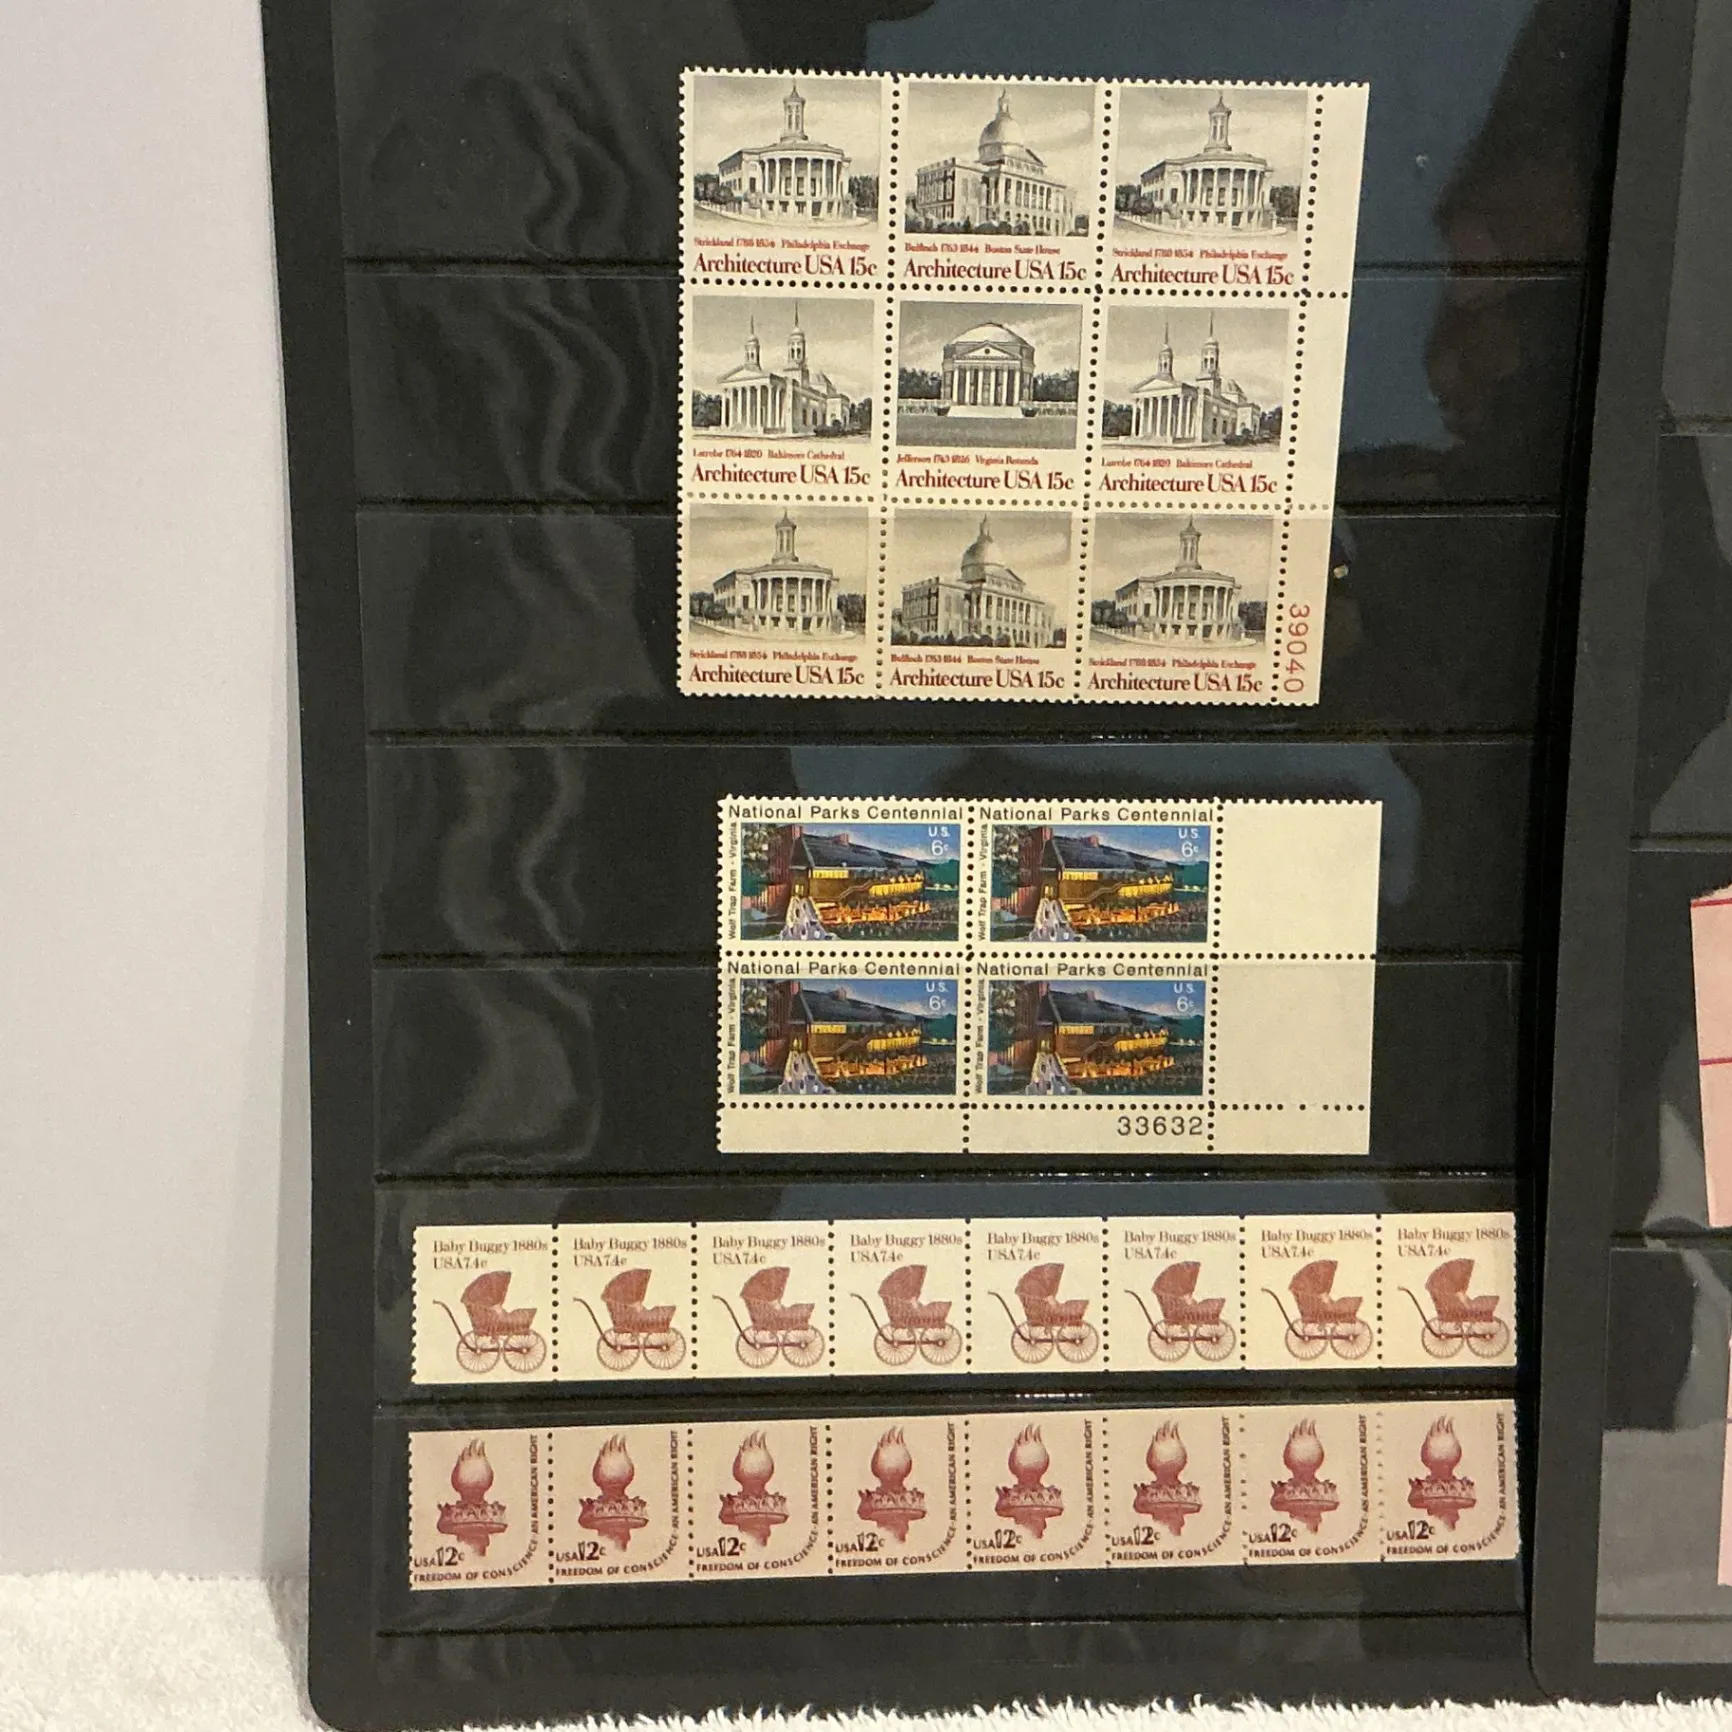 Strickland 1788-1854 Philadelphia Exchange
Architecture USA 15c
Bulfinch 1763-1844 Boston State House
Architecture USA 15c
Strickland 1788-1854 Philadelphia Exchange
Architecture USA 15c
Latrobe 1764-1820 Baltimore Cathedral
Architecture USA 15c
Jefferson 1743-1826 Virginia Rotunda
Architecture USA 15c
Latrobe 1764-1820 Baltimore Cathedral
Architecture USA 15c
Strickland 1788-1854 Philadelphia Exchange
Architecture USA 15c
Bulfinch 1763-1844 Boston State House
Architecture USA 15c
Strickland 1788-1854 Philadelphia Exchange
Architecture USA 15c
39040
National Parks Centennial
U.S.
6c
Wolf Trap Farm - Virginia
National Parks Centennial
U.S.
6c
Wolf Trap Farm - Virginia
National Parks Centennial
U.S.
6c
Wolf Trap Farm - Virginia
National Parks Centennial
U.S.
6c
Wolf Trap Farm - Virginia
33632
Baby Buggy 1880s
USA 7.4c
Baby Buggy 1880s
USA 7.4c
Baby Buggy 1880s
USA 7.4c
Baby Buggy 1880s
USA 7.4c
Baby Buggy 1880s
USA 7.4c
Baby Buggy 1880s
USA 7.4c
Baby Buggy 1880s
USA 7.4c
Baby Buggy 1880s
USA 7.4c
USA 12c
FREEDOM OF CONSCIENCE-AN AMERICAN RIGHT
USA 12c
FREEDOM OF CONSCIENCE-AN AMERICAN RIGHT
USA 12c
FREEDOM OF CONSCIENCE-AN AMERICAN RIGHT
USA 12c
FREEDOM OF CONSCIENCE-AN AMERICAN RIGHT
USA 12c
FREEDOM OF CONSCIENCE-AN AMERICAN RIGHT
USA 12c
FREEDOM OF CONSCIENCE-AN AMERICAN RIGHT
USA 12c
FREEDOM OF CONSCIENCE-AN AMERICAN RIGHT
USA 12c
FREEDOM OF CONSCIENCE-AN AMERICAN RIGHT